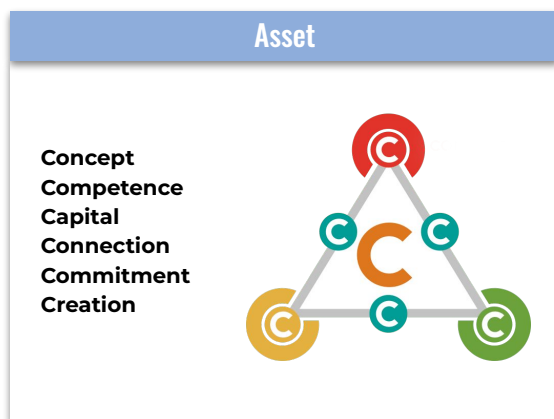 Asset
Concept
Competence
Capital
Connection
Commitment
Creation
C
C
C
C
C
C
C